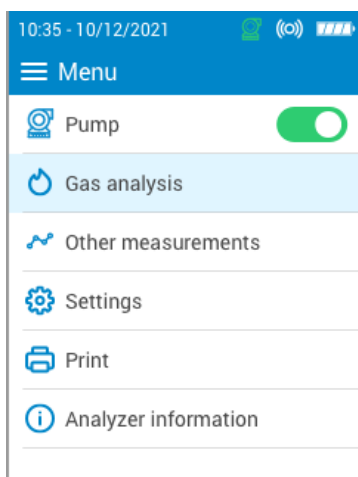 10:35 - 10/12/2021
Menu
Pump
Gas analysis
Other measurements
Settings
Print
Analyzer information